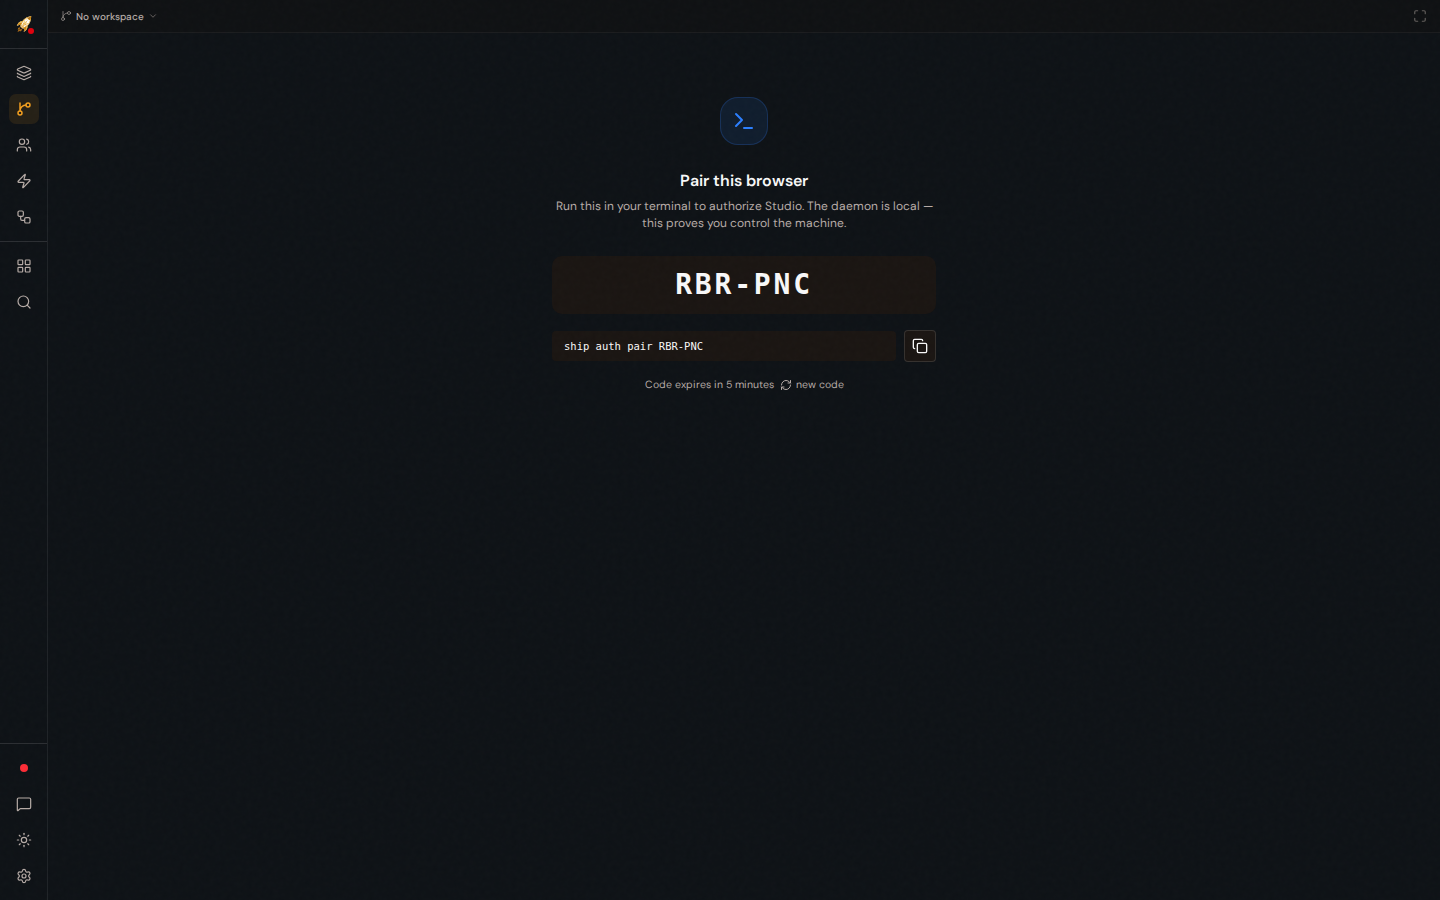 No workspace
Pair this browser
Run this in your terminal to authorize Studio. The daemon is local —
this proves you control the machine.
RBR-PNC
ship auth pair RBR-PNC
Code expires in 5 minutes new code